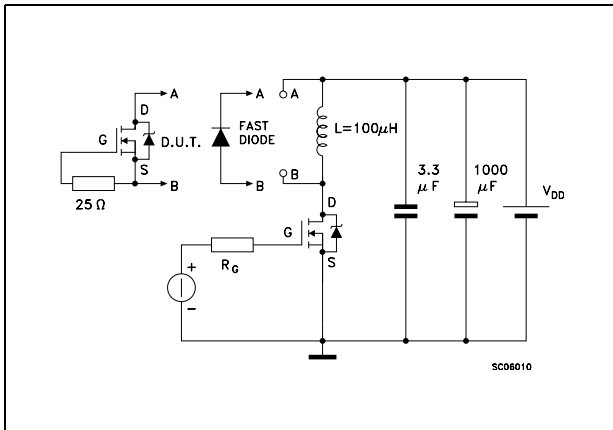 A
D
G
D.U.T.
S
B
25 Ω
A
FAST
DIODE
B
A
L=100μH
B
D
G
S
RG
+
-
3.3
μF
1000
μF
VDD
SC06010